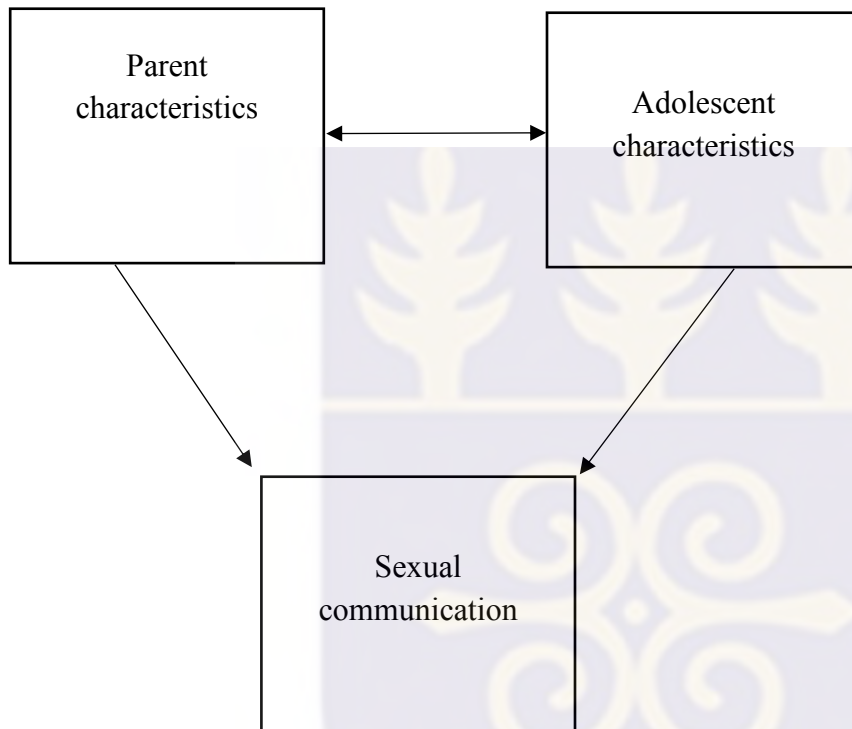 Parent
characteristics
Adolescent
characteristics
Sexual
communication